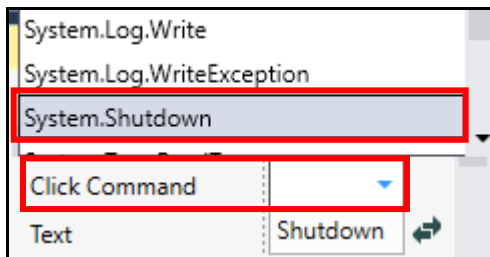 System.Log.Write
System.Log.WriteException
System.Shutdown
Click Command
Text Shutdown